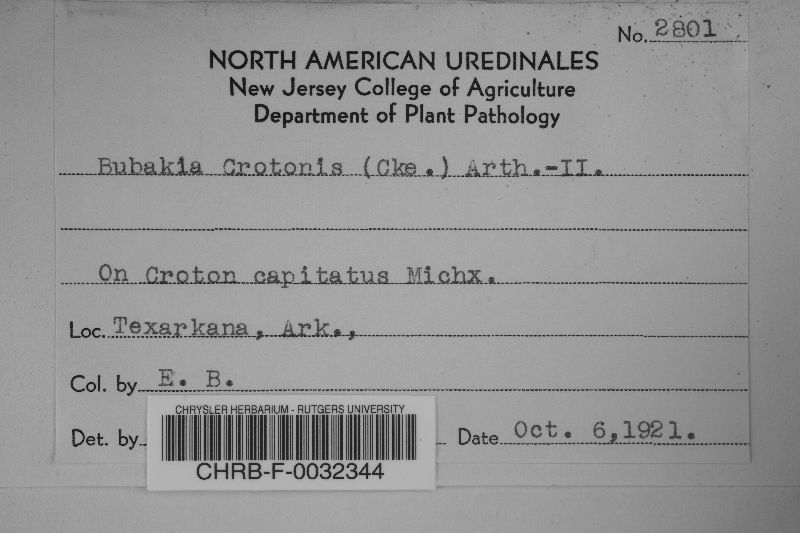 No. 2801
NORTH AMERICAN UREDINALES
New Jersey College of Agriculture
Department of Plant Pathology
Bubakia Crotonis (Cke.) Arth.-II.
On Croton capitatus Michx.
Loc. Texarkana, Ark.,
Col. by E. B.
Det. by
Date Oct. 6,1921.
CHRYSLER HERBARIUM - RUTGERS UNIVERSITY
CHRB-F-0032344